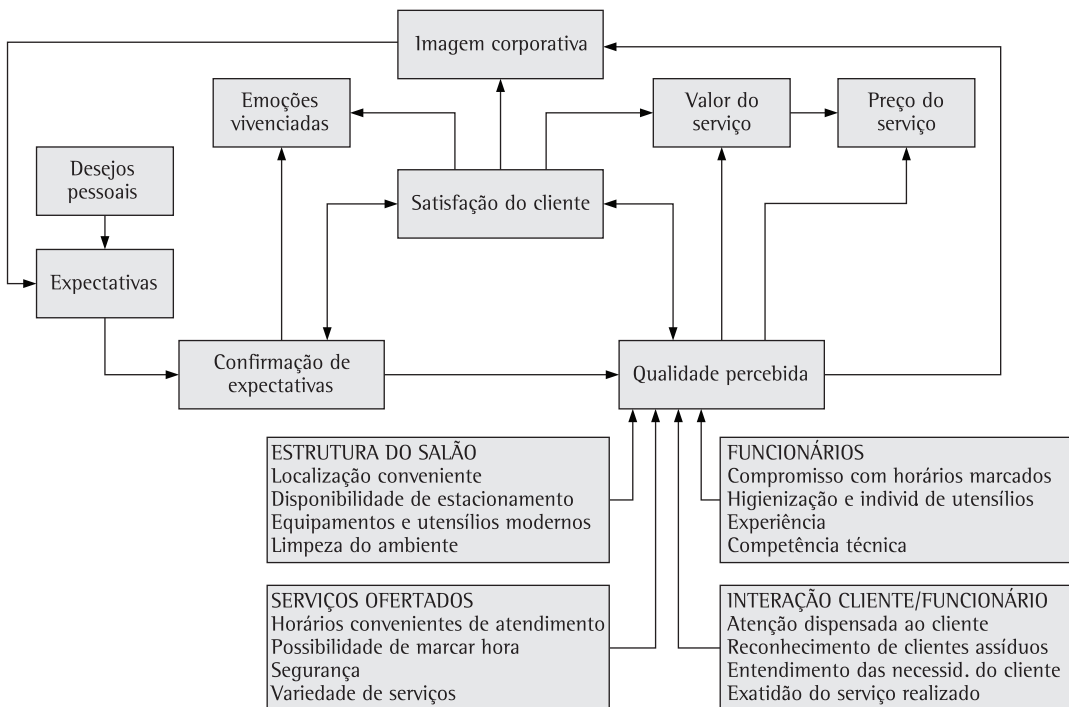 Imagem corporativa
Emoções
vivenciadas
Valor do
serviço
Preço do
serviço
Desejos
pessoais
Satisfação do cliente
Expectativas
Confirmação de
expectativas
Qualidade percebida
ESTRUTURA DO SALÃO
Localização conveniente
Disponibilidade de estacionamento
Equipamentos e utensílios modernos
Limpeza do ambiente
FUNCIONÁRIOS
Compromisso com horários marcados
Higienização e individ. de utensílios
Experiência
Competência técnica
SERVIÇOS OFERTADOS
Horários convenientes de atendimento
Possibilidade de marcar hora
Segurança
Variedade de serviços
INTERAÇÃO CLIENTE/FUNCIONÁRIO
Atenção dispensada ao cliente
Reconhecimento de clientes assíduos
Entendimento das necessid. do cliente
Exatidão do serviço realizado